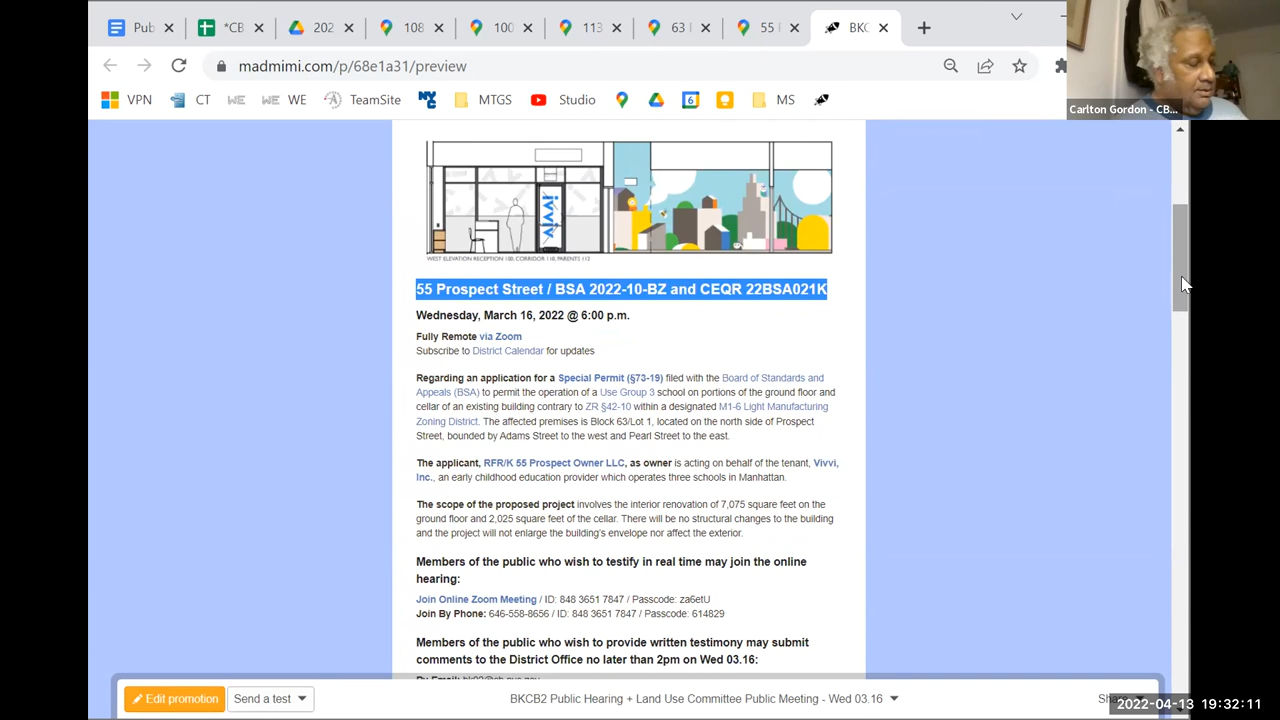 Pub
*CB
202
108
100
113
63 I
55 I
BKC
madmimi.com/p/68e1a31/preview
VPN
CT
WE
WE
TeamSite
NYC
MTGS
Studio
6
MS
Carlton Gordon - CB...
ivviv
WEST ELEVATION RECEPTION 100, CORRIDOR 118, PARENTS 112
55 Prospect Street / BSA 2022-10-BZ and CEQR 22BSA021K
Wednesday, March 16, 2022 @ 6:00 p.m.
Fully Remote via Zoom
Subscribe to District Calendar for updates
Regarding an application for a Special Permit (§73-19) filed with the Board of Standards and
Appeals (BSA) to permit the operation of a Use Group 3 school on portions of the ground floor and
cellar of an existing building contrary to ZR §42-10 within a designated M1-6 Light Manufacturing
Zoning District. The affected premises is Block 63/Lot 1, located on the north side of Prospect
Street, bounded by Adams Street to the west and Pearl Street to the east.
The applicant, RFR/K 55 Prospect Owner LLC, as owner is acting on behalf of the tenant, Vivvi,
Inc., an early childhood education provider which operates three schools in Manhattan.
The scope of the proposed project involves the interior renovation of 7,075 square feet on the
ground floor and 2,025 square feet of the cellar. There will be no structural changes to the building
and the project will not enlarge the building's envelope nor affect the exterior.
Members of the public who wish to testify in real time may join the online
hearing:
Join Online Zoom Meeting / ID: 848 3651 7847 / Passcode: za6etU
Join By Phone: 646-558-8656 / ID: 848 3651 7847 / Passcode: 614829
Members of the public who wish to provide written testimony may submit
comments to the District Office no later than 2pm on Wed 03.16:
Edit promotion
Send a test
BKCB2 Public Hearing + Land Use Committee Public Meeting - Wed 03.16
2022-04-13 19:32:11